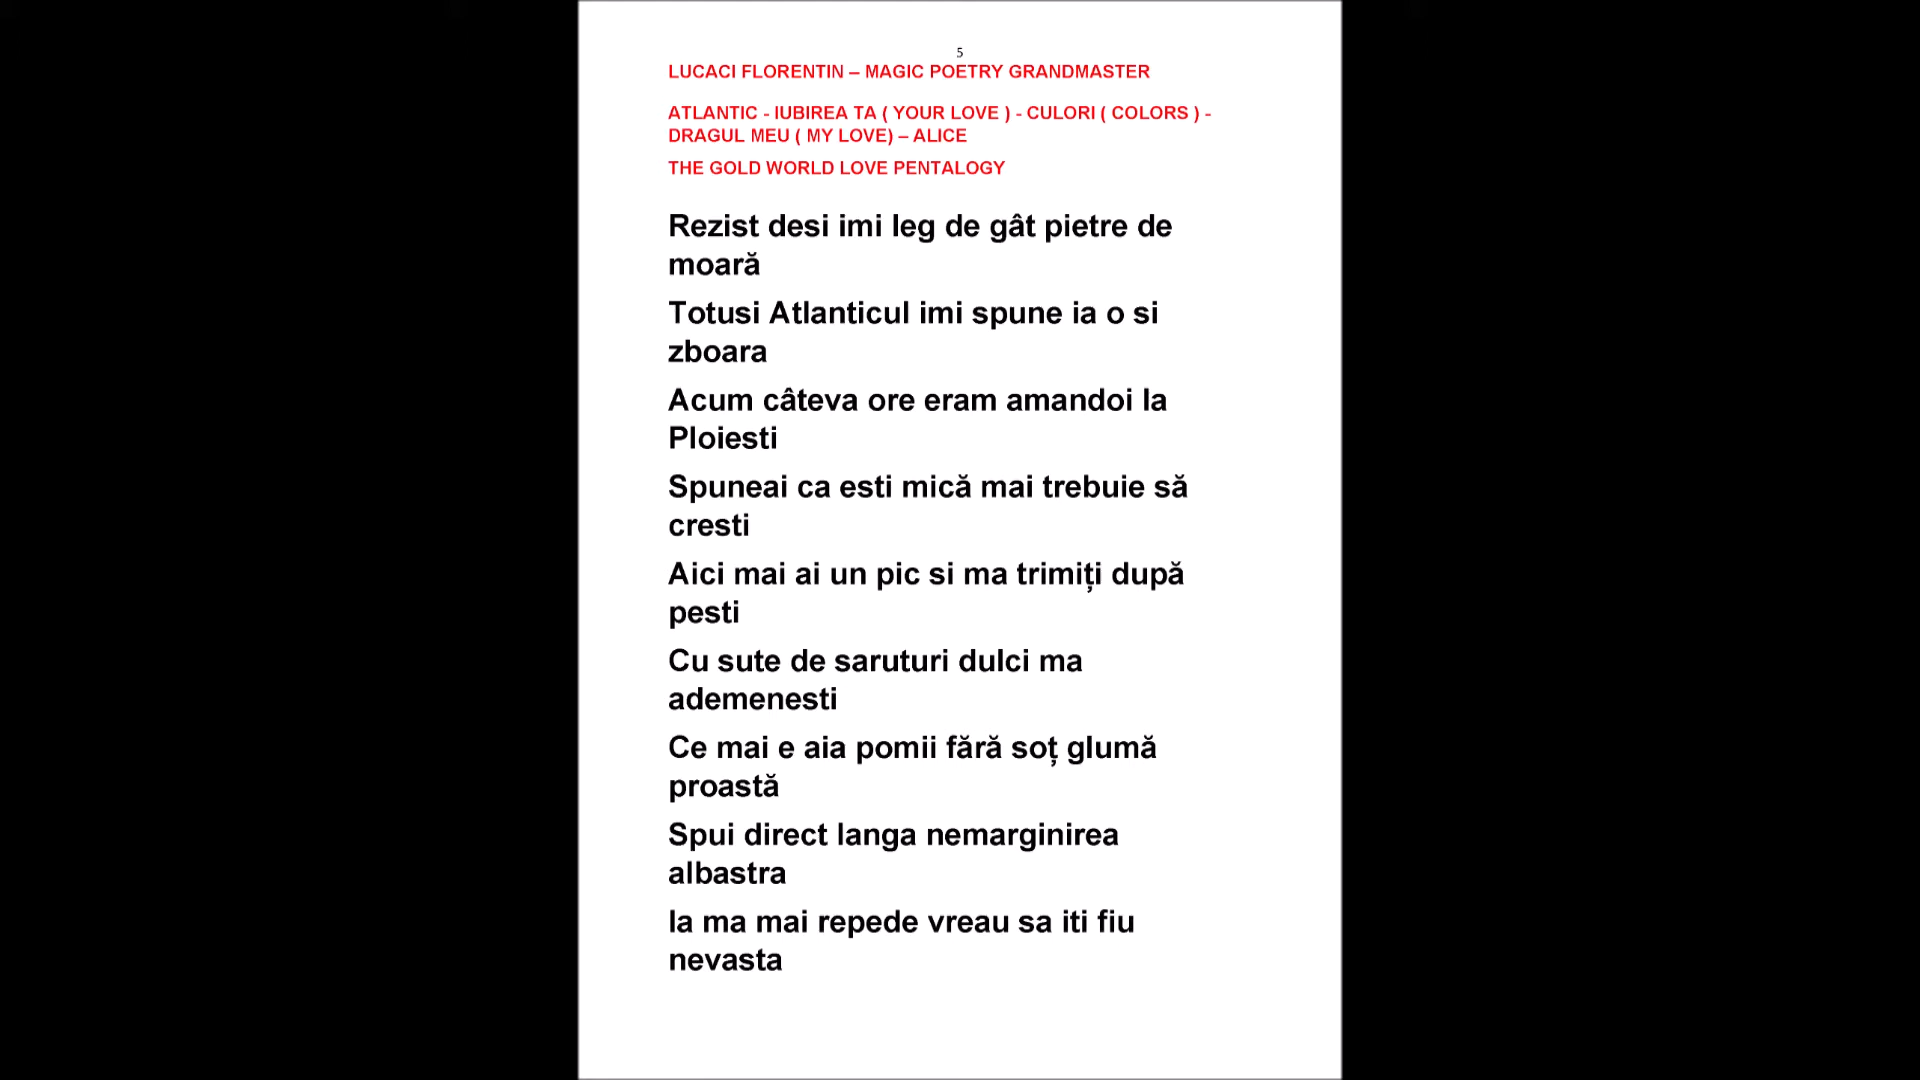 5
LUCACI FLORENTIN – MAGIC POETRY GRANDMASTER
ATLANTIC - IUBIREA TA ( YOUR LOVE ) - CULORI ( COLORS ) -
DRAGUL MEU ( MY LOVE) – ALICE
THE GOLD WORLD LOVE PENTALOGY
Rezist desi imi leg de gât pietre de
moară
Totusi Atlanticul imi spune ia o si
zboara
Acum câteva ore eram amandoi la
Ploiesti
Spuneai ca esti mică mai trebuie să
cresti
Aici mai ai un pic si ma trimiți după
pesti
Cu sute de saruturi dulci ma
ademenesti
Ce mai e aia pomii fără soț glumă
proastă
Spui direct langa nemarginirea
albastra
Ia ma mai repede vreau sa iti fiu
nevasta